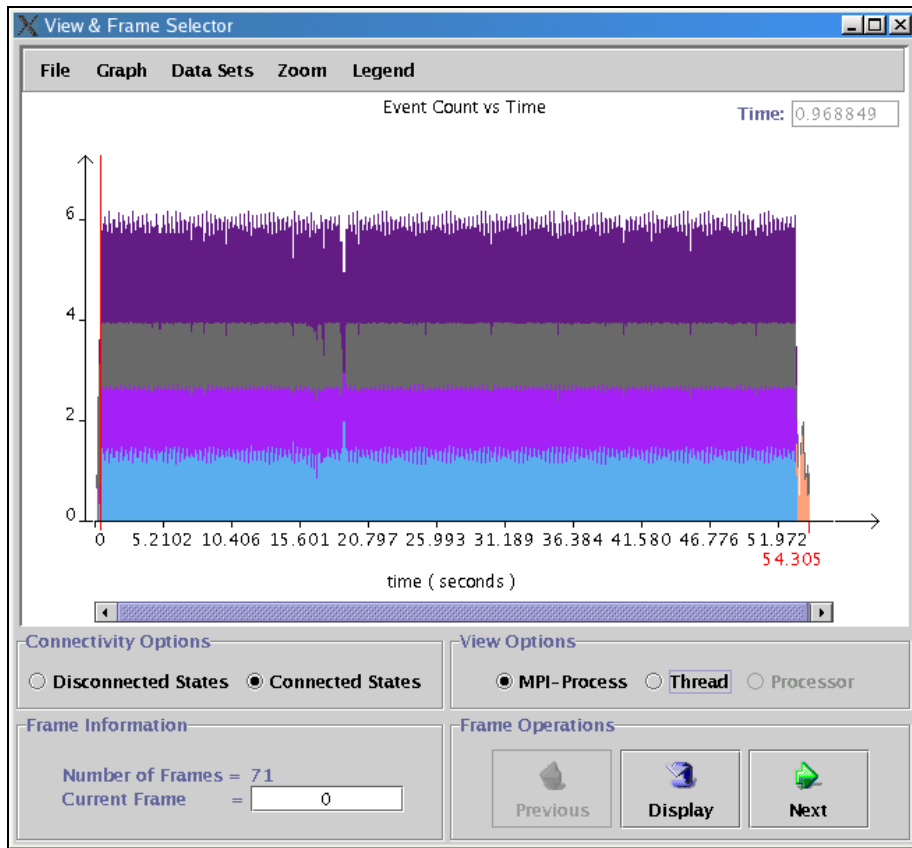 View & Frame Selector
File Graph Data Sets Zoom Legend
Event Count vs Time
Time: 0.968849
6
4
2
0
0 5.2102 10.406 15.601 20.797 25.993 31.189 36.384 41.580 46.776 51.972
54.305
time ( seconds )
Connectivity Options
Disconnected States Connected States
View Options
MPI-Process Thread Processor
Frame Information
Number of Frames = 71
Current Frame = 0
Frame Operations
Previous Display Next